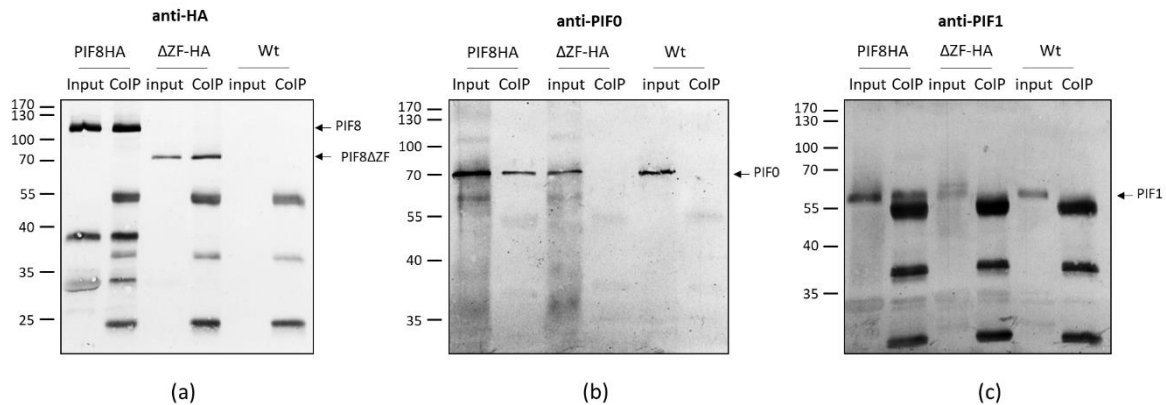 anti-HA
PIF8HA ΔZF-HA Wt
Input CoIP input CoIP input CoIP
170
130
100
70
55
40
35
25
PIF8
PIF8ΔZF
(a)
anti-PIF0
PIF8HA ΔZF-HA Wt
Input CoIP input CoIP input CoIP
170
130
100
70
55
40
35
PIF0
(b)
anti-PIF1
PIF8HA ΔZF-HA Wt
Input CoIP input CoIP input CoIP
170
130
100
70
55
40
35
PIF1
(c)